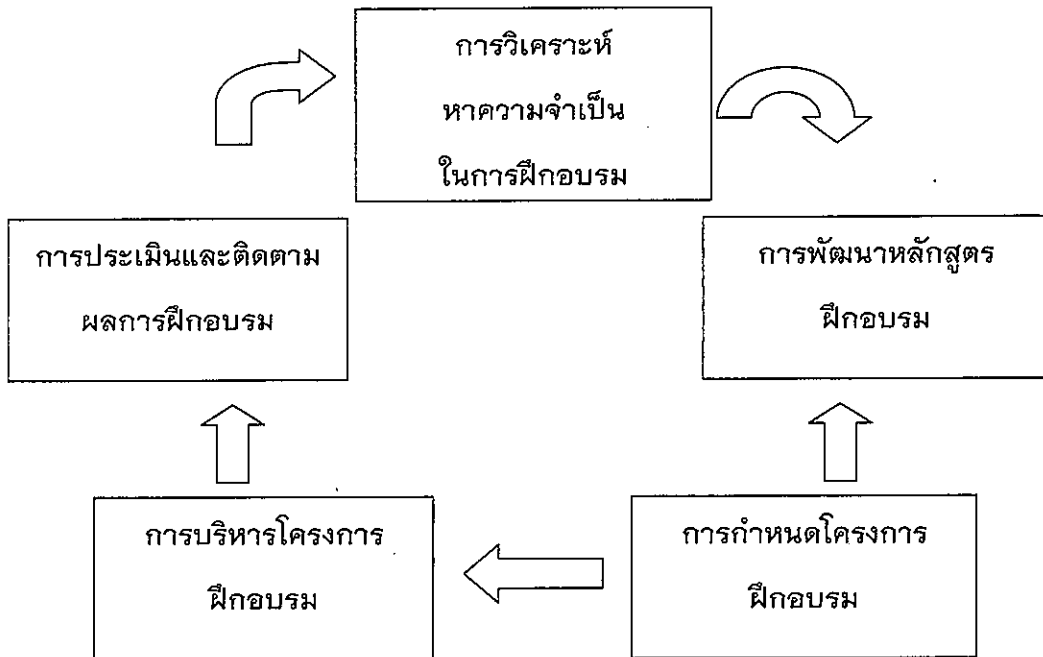 การวิเคราะห์
หาความจำเป็น
ในการฝึกอบรม
การประเมินและติดตาม
ผลการฝึกอบรม
การพัฒนาหลักสูตร
ฝึกอบรม
การบริหารโครงการ
ฝึกอบรม
การกำหนดโครงการ
ฝึกอบรม